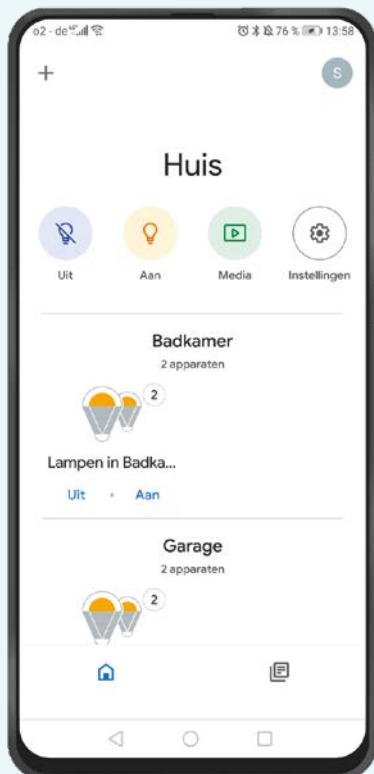 o2 - de 76 % 13:58
S
Huis
Uit Aan Media Instellingen
Badkamer
2 apparaten
2
Lampen in Badka...
Uit • Aan
Garage
2 apparaten
2